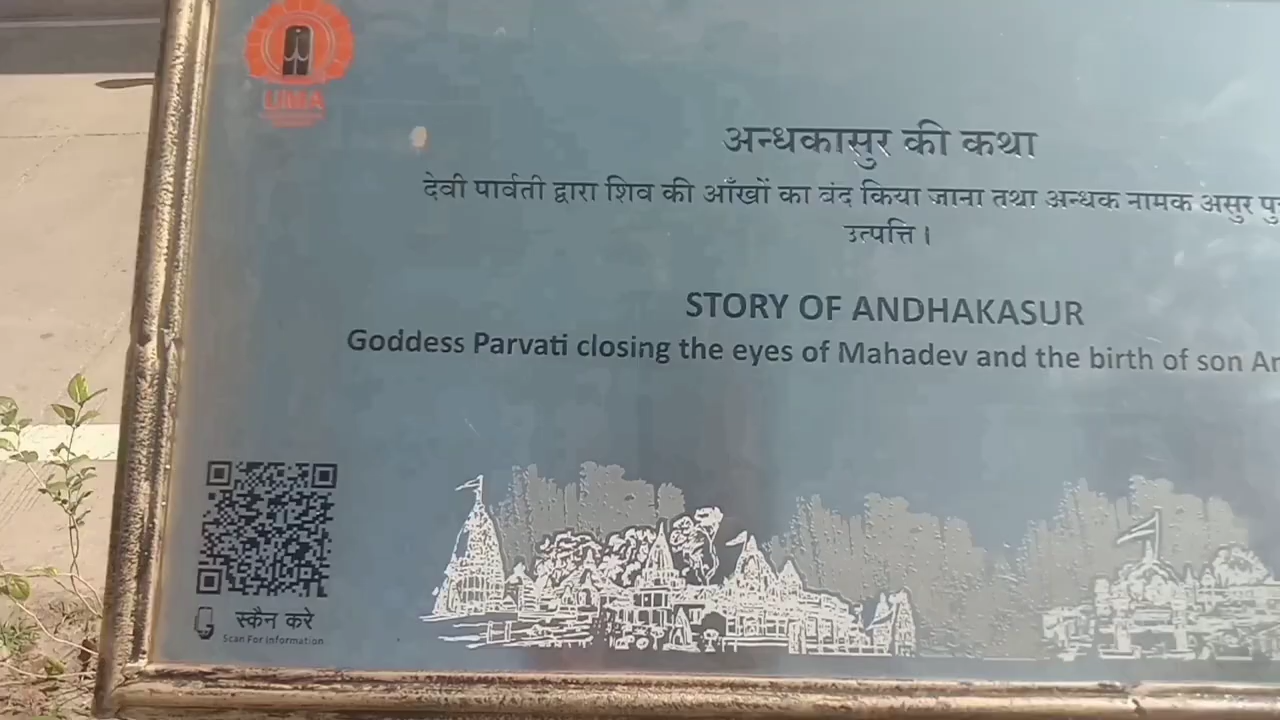 UMA
अन्धकासुर की कथा
देवी पार्वती द्वारा शिव की आँखों का बंद किया जाना तथा अन्धक नामक असुर
उत्पत्ति।
STORY OF ANDHAKASUR
Goddess Parvati closing the eyes of Mahadev and the birth of son
स्कैन करे
Scan For Information